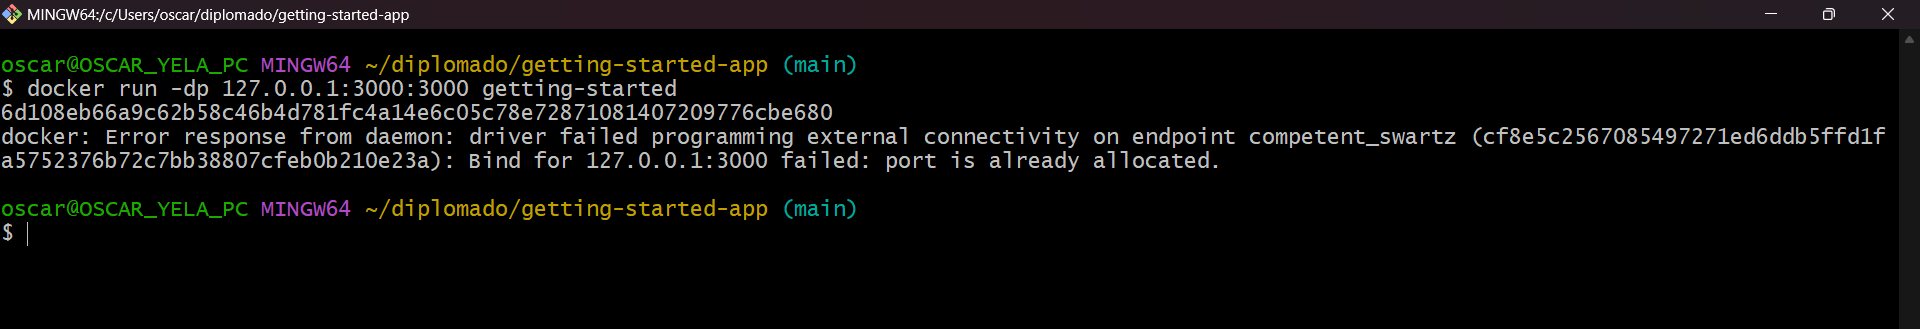 MINGW64:/c/Users/oscar/diplomado/getting-started-app
oscar@OSCAR_YELA_PC MINGW64 ~/diplomado/getting-started-app (main)
$ docker run -dp 127.0.0.1:3000:3000 getting-started
6d108eb66a9c62b58c46b4d781fc4a14e6c05c78e72871081407209776cbe680
docker: Error response from daemon: driver failed programming external connectivity on endpoint competent_swartz (cf8e5c2567085497271ed6ddb5ffd1f
a5752376b72c7bb38807cfeb0b210e23a): Bind for 127.0.0.1:3000 failed: port is already allocated.
oscar@OSCAR_YELA_PC MINGW64 ~/diplomado/getting-started-app (main)
$